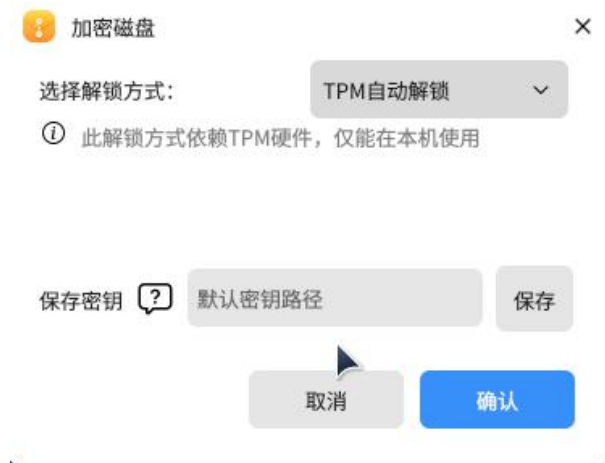 加密磁盘
选择解锁方式： TPM自动解锁
此解锁方式依赖TPM硬件，仅能在本机使用
保存密钥 默认密钥路径 保存
取消 确认